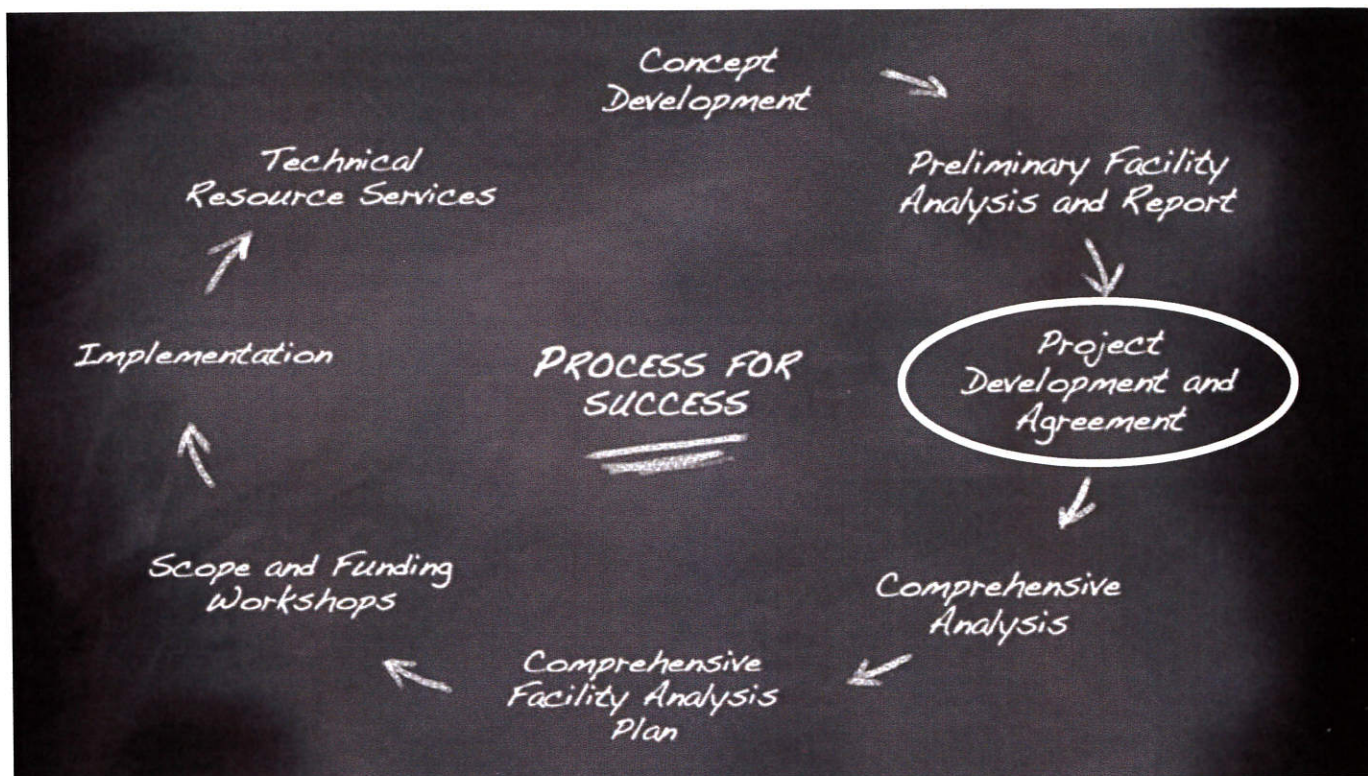 Concept
Development
Preliminary Facility
Analysis and Report
Project
Development and
Agreement
Comprehensive
Analysis
Comprehensive
Facility Analysis
Plan
Scope and Funding
Workshops
Implementation
Technical
Resource Services
PROCESS FOR
SUCCESS